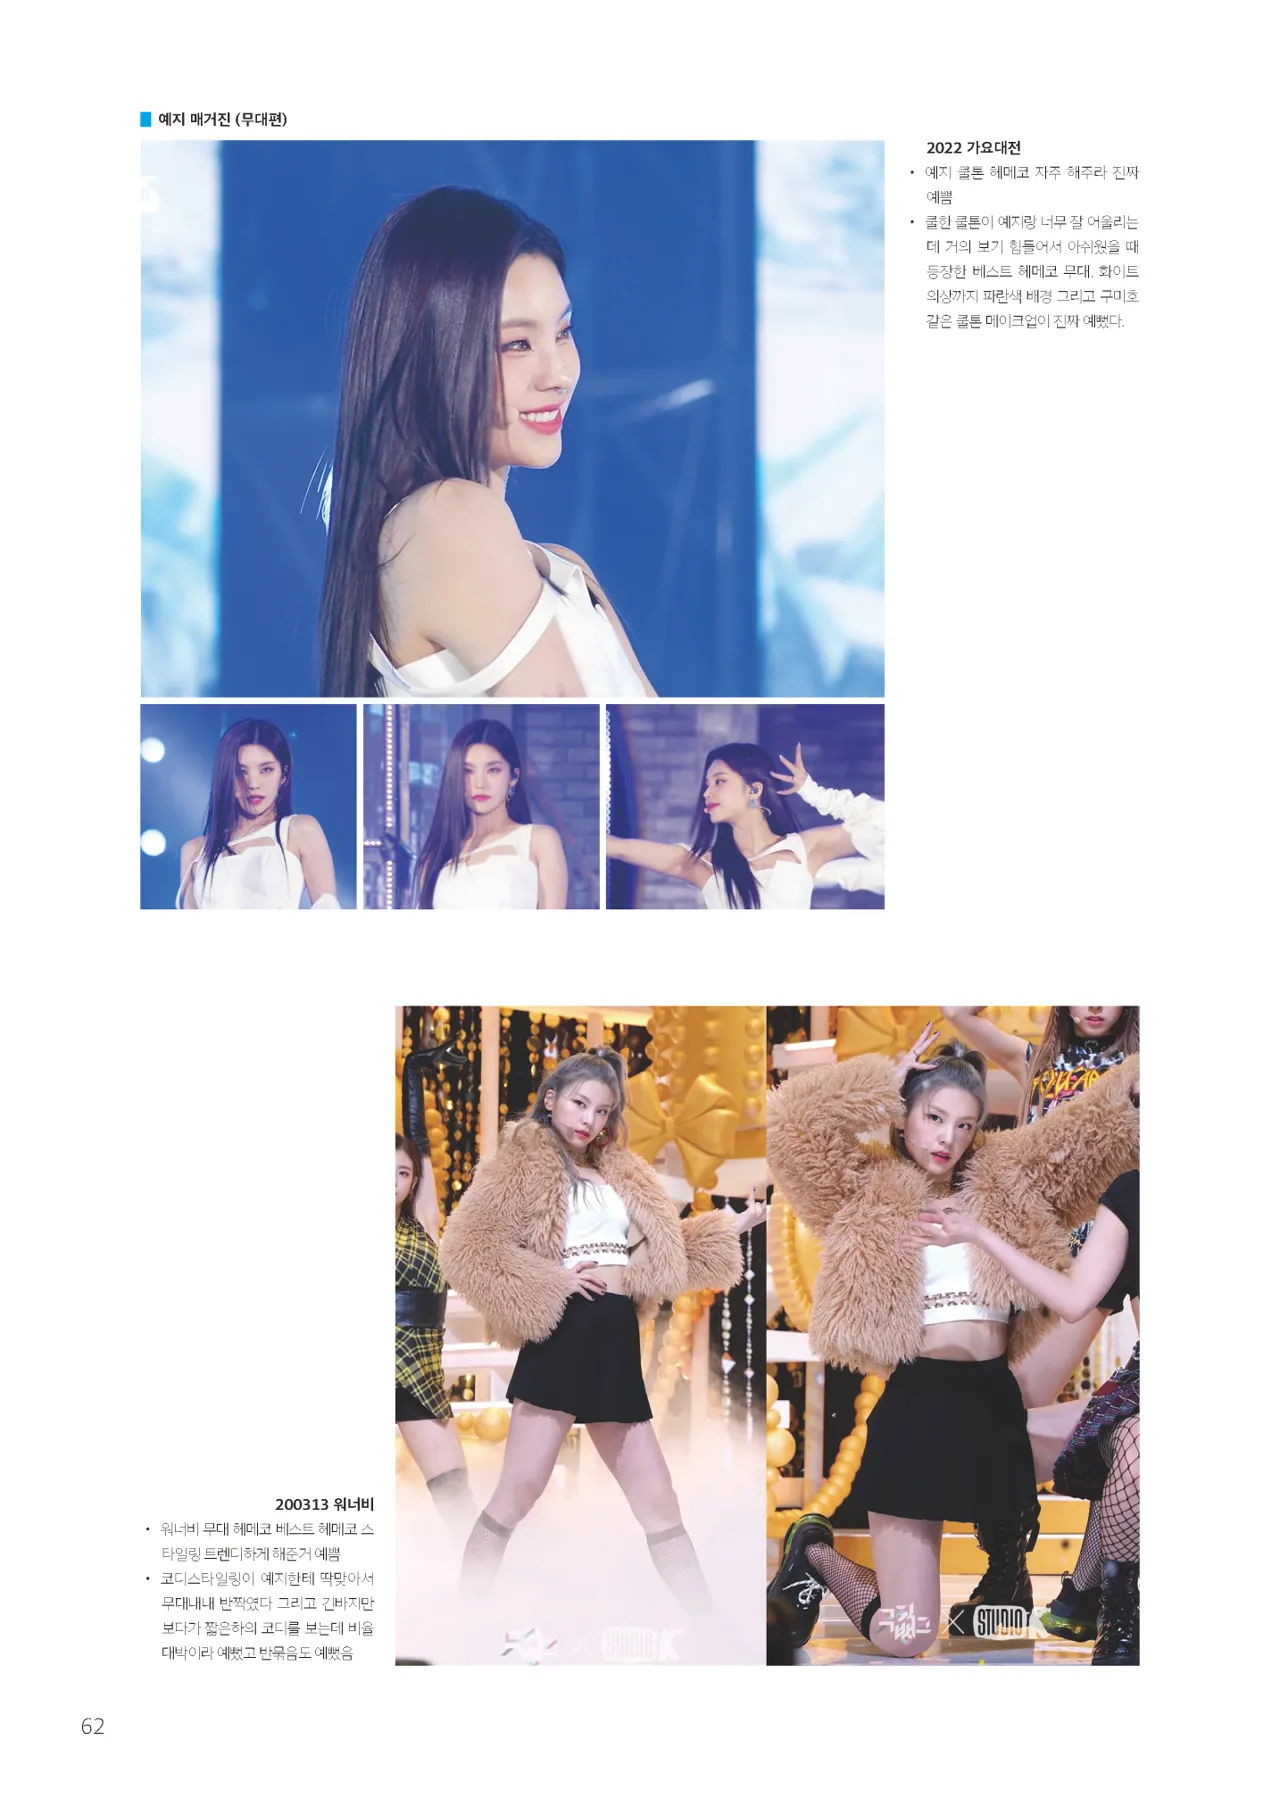 예지 매거진 (무대편)
2022 가요대전
• 예지 쿨톤 헤메코 자주 해주라 진짜
예쁨
• 쿨한 쿨톤이 예지랑 너무 잘 어울리는
데 거의 보기 힘들어서 아쉬웠을 때
등장한 베스트 헤메코 무대. 화이트
의상까지 파란색 배경 그리고 구미호
같은 쿨톤 메이크업이 진짜 예뻤다.
200313 워너비
• 워너비 무대 헤메코 베스트 헤메코 스
타일링 트렌디하게 해준거 예쁨
• 코디스타일링이 예지한테 딱맞아서
무대내내 반짝였다 그리고 긴바지만
보다가 짧은하의 코디를 보는데 비율
대박이라 예뻤고 반묶음도 예뻤음
STUDIO K
STUDIO K
62